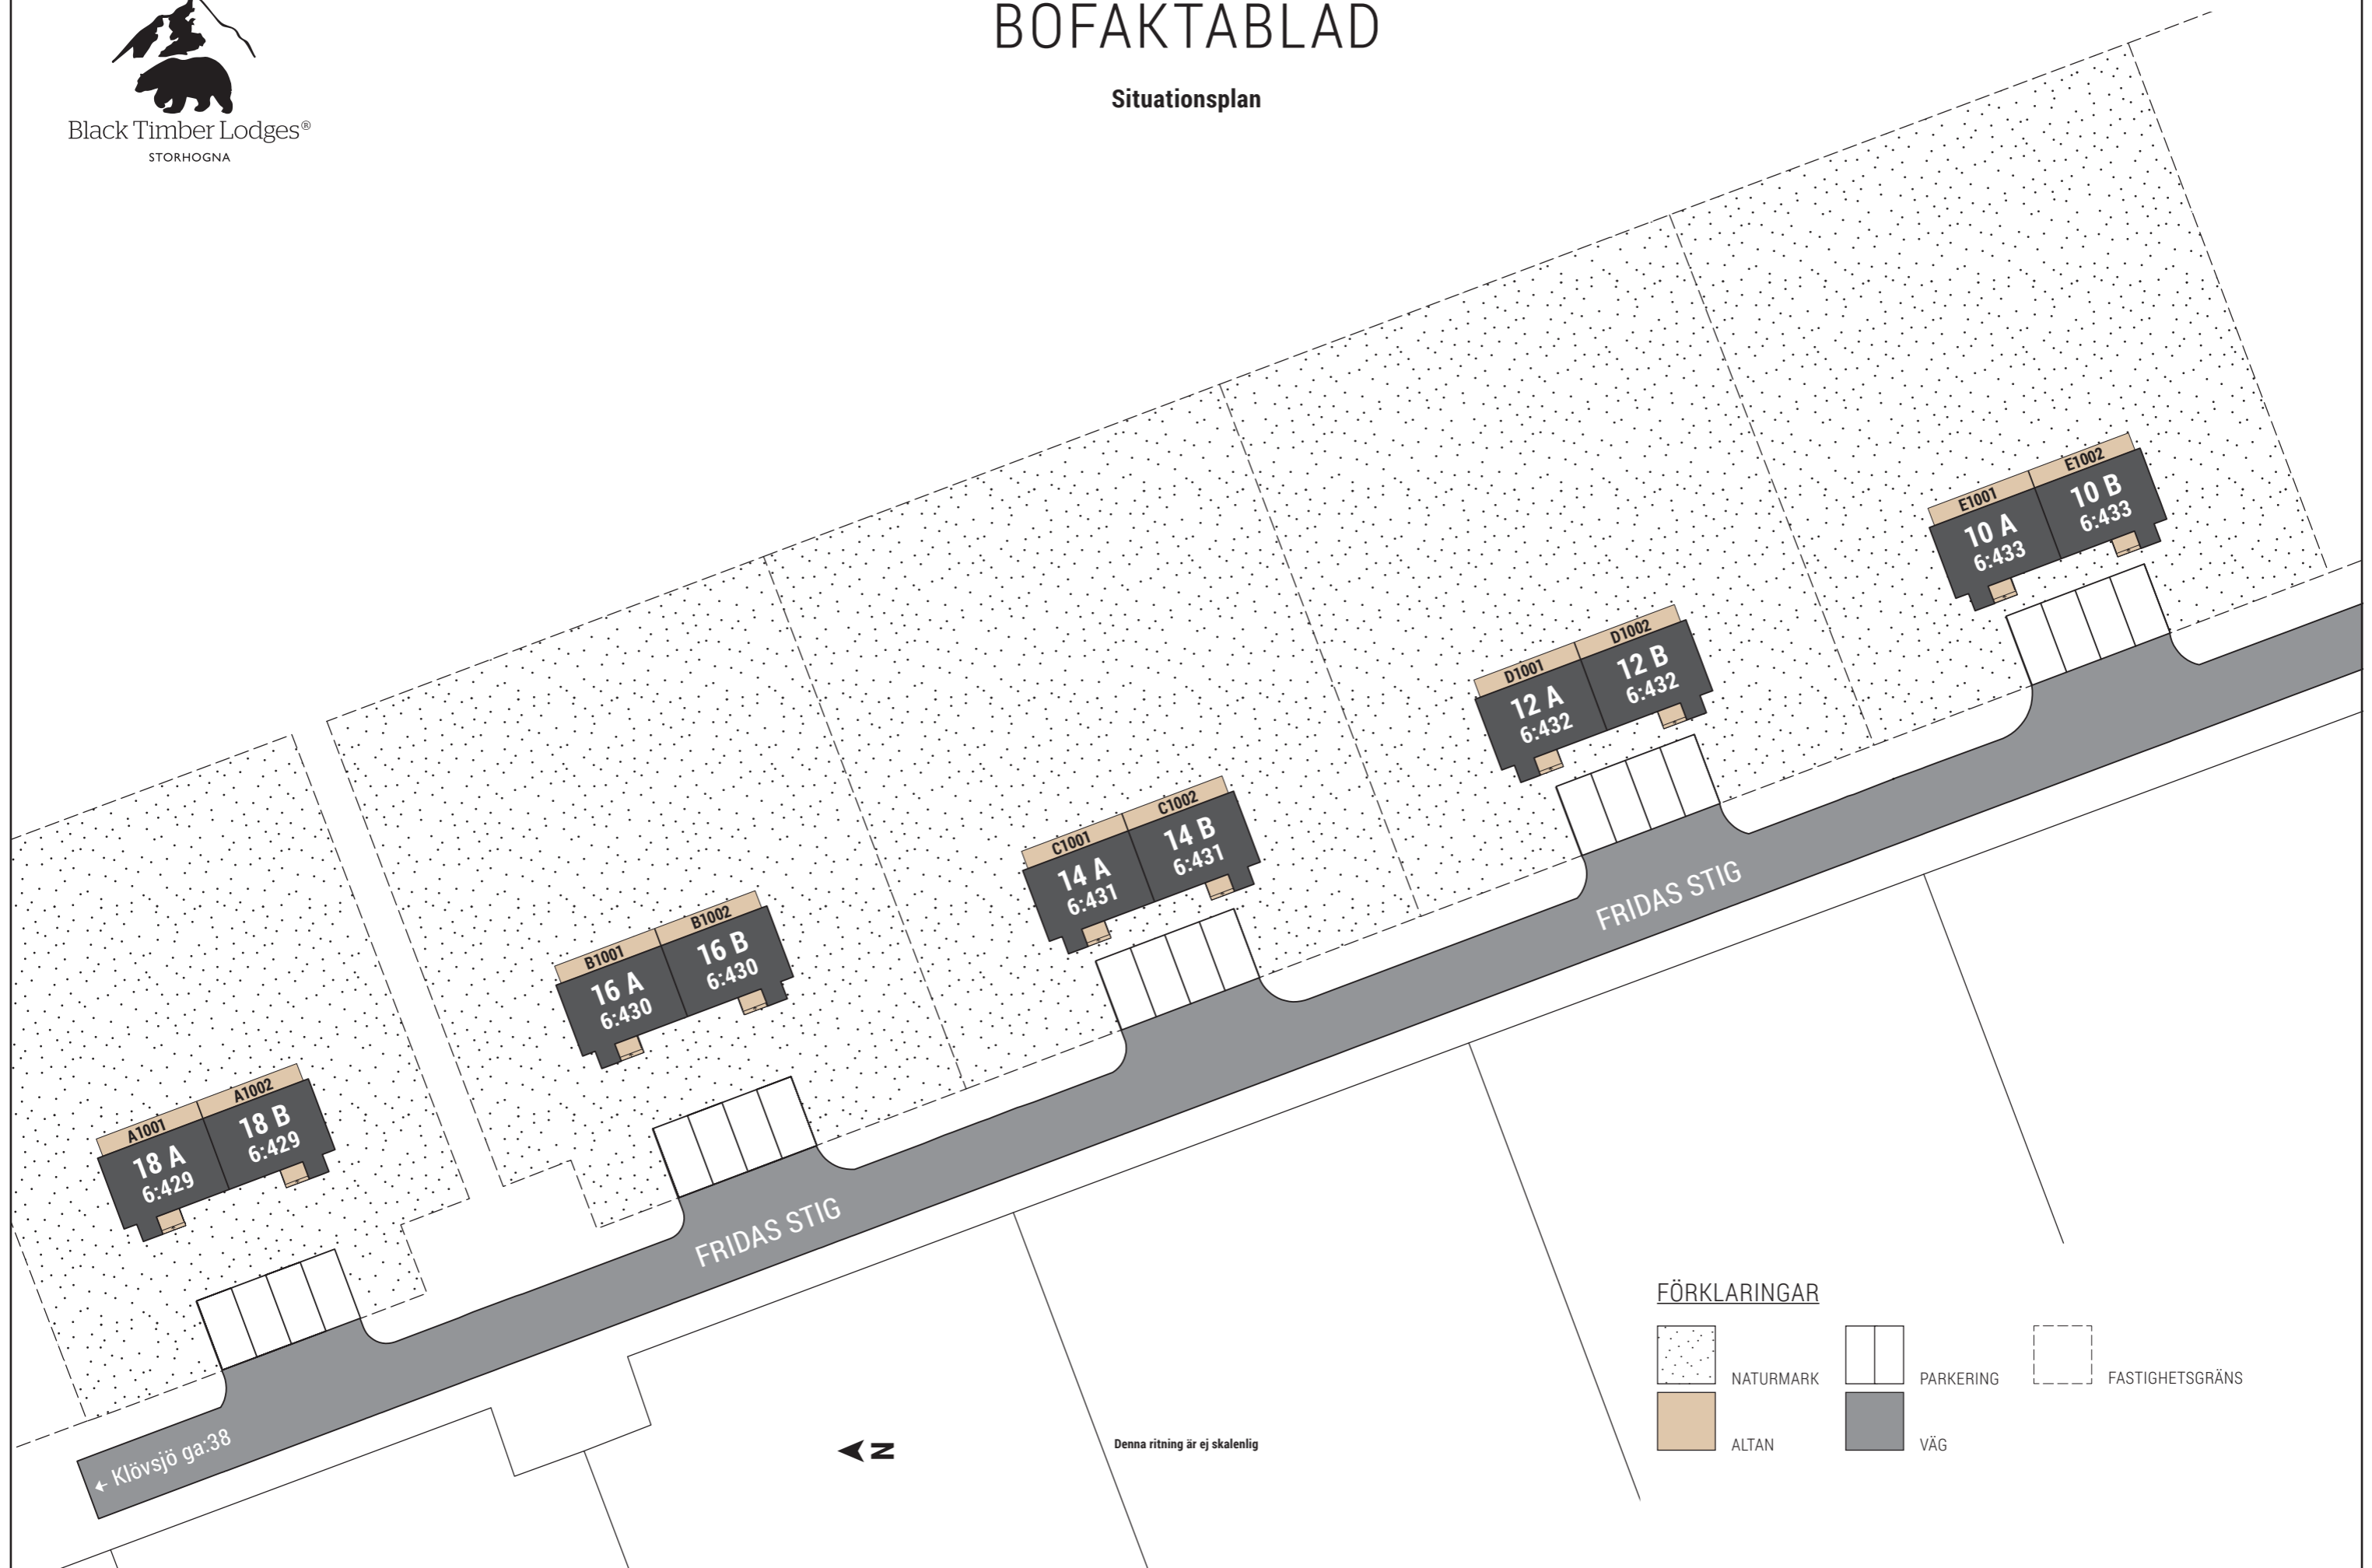 BOFAKTABLAD
Situationsplan
Black Timber Lodges®
STORHOGNA
E1001
E1002
10 A
6:433
10 B
6:433
D1001
D1002
12 A
6:432
12 B
6:432
C1001
C1002
14 A
6:431
14 B
6:431
B1001
B1002
16 A
6:430
16 B
6:430
A1001
A1002
18 A
6:429
18 B
6:429
FRIDAS STIG
FRIDAS STIG
← Klövsjö ga:38
N
Denna ritning är ej skalenlig
FÖRKLARINGAR
NATURMARK
PARKERING
FASTIGHETSGRÄNS
ALTAN
VÄG